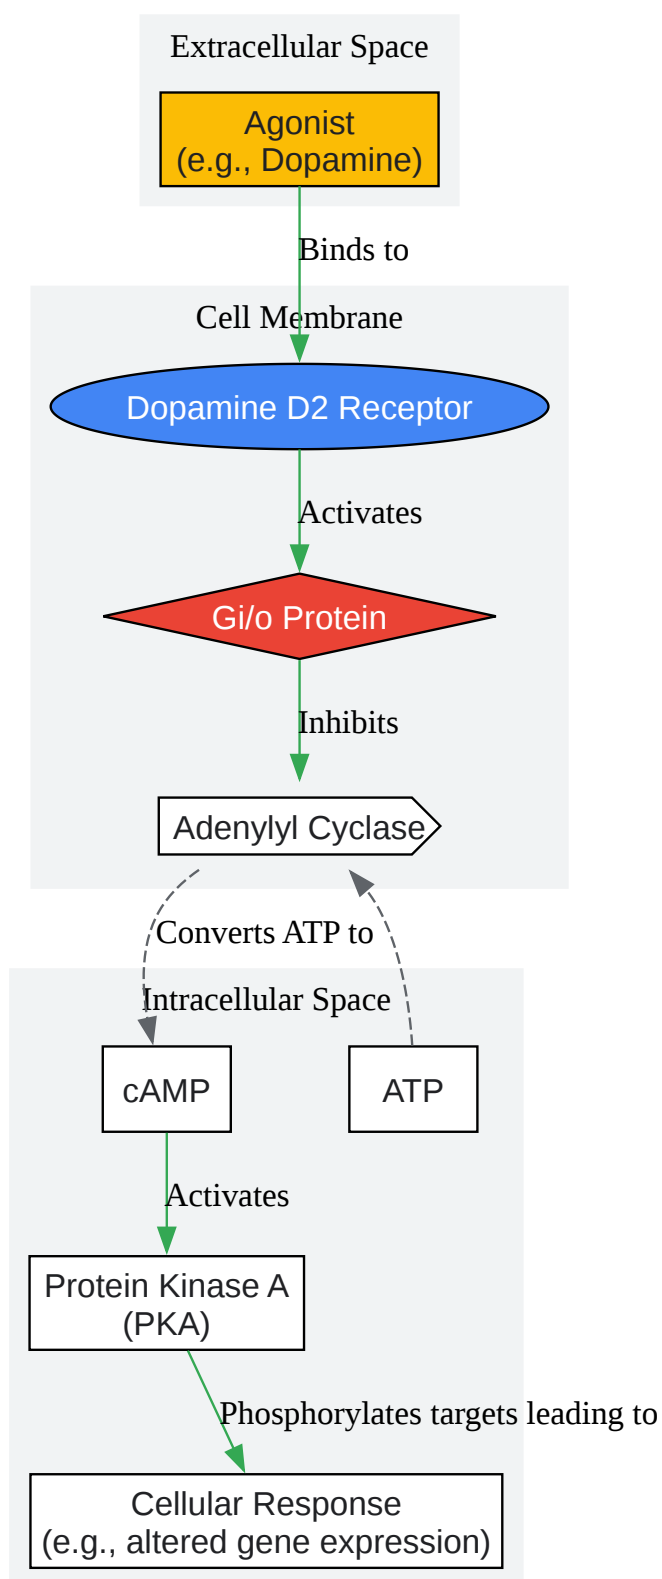 Extracellular Space
Agonist
(e.g., Dopamine)
Binds to
Cell Membrane
Dopamine D2 Receptor
Activates
Gi/o Protein
Inhibits
Adenylyl Cyclase
Converts ATP to
Intracellular Space
cAMP
ATP
Activates
Protein Kinase A
(PKA)
Phosphorylates targets leading to
Cellular Response
(e.g., altered gene expression)